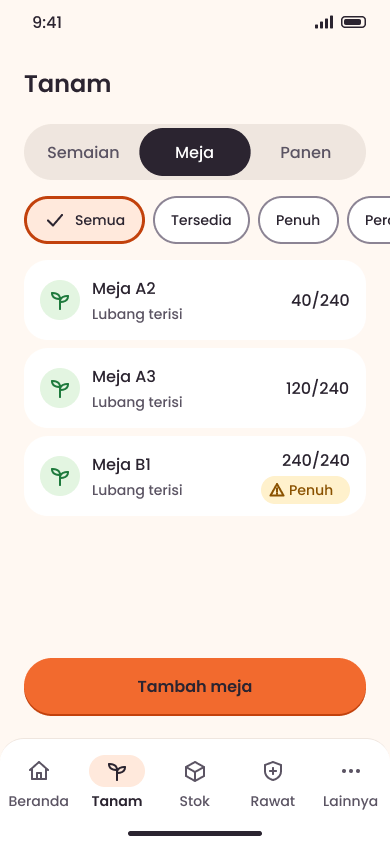 9:41
Tanam
Semaian Meja Panen
Semua Tersedia Penuh
Meja A2
Lubang terisi
40/240
Meja A3
Lubang terisi
120/240
Meja B1
Lubang terisi
240/240
Penuh
Tambah meja
Beranda Tanam Stok Rawat Lainnya